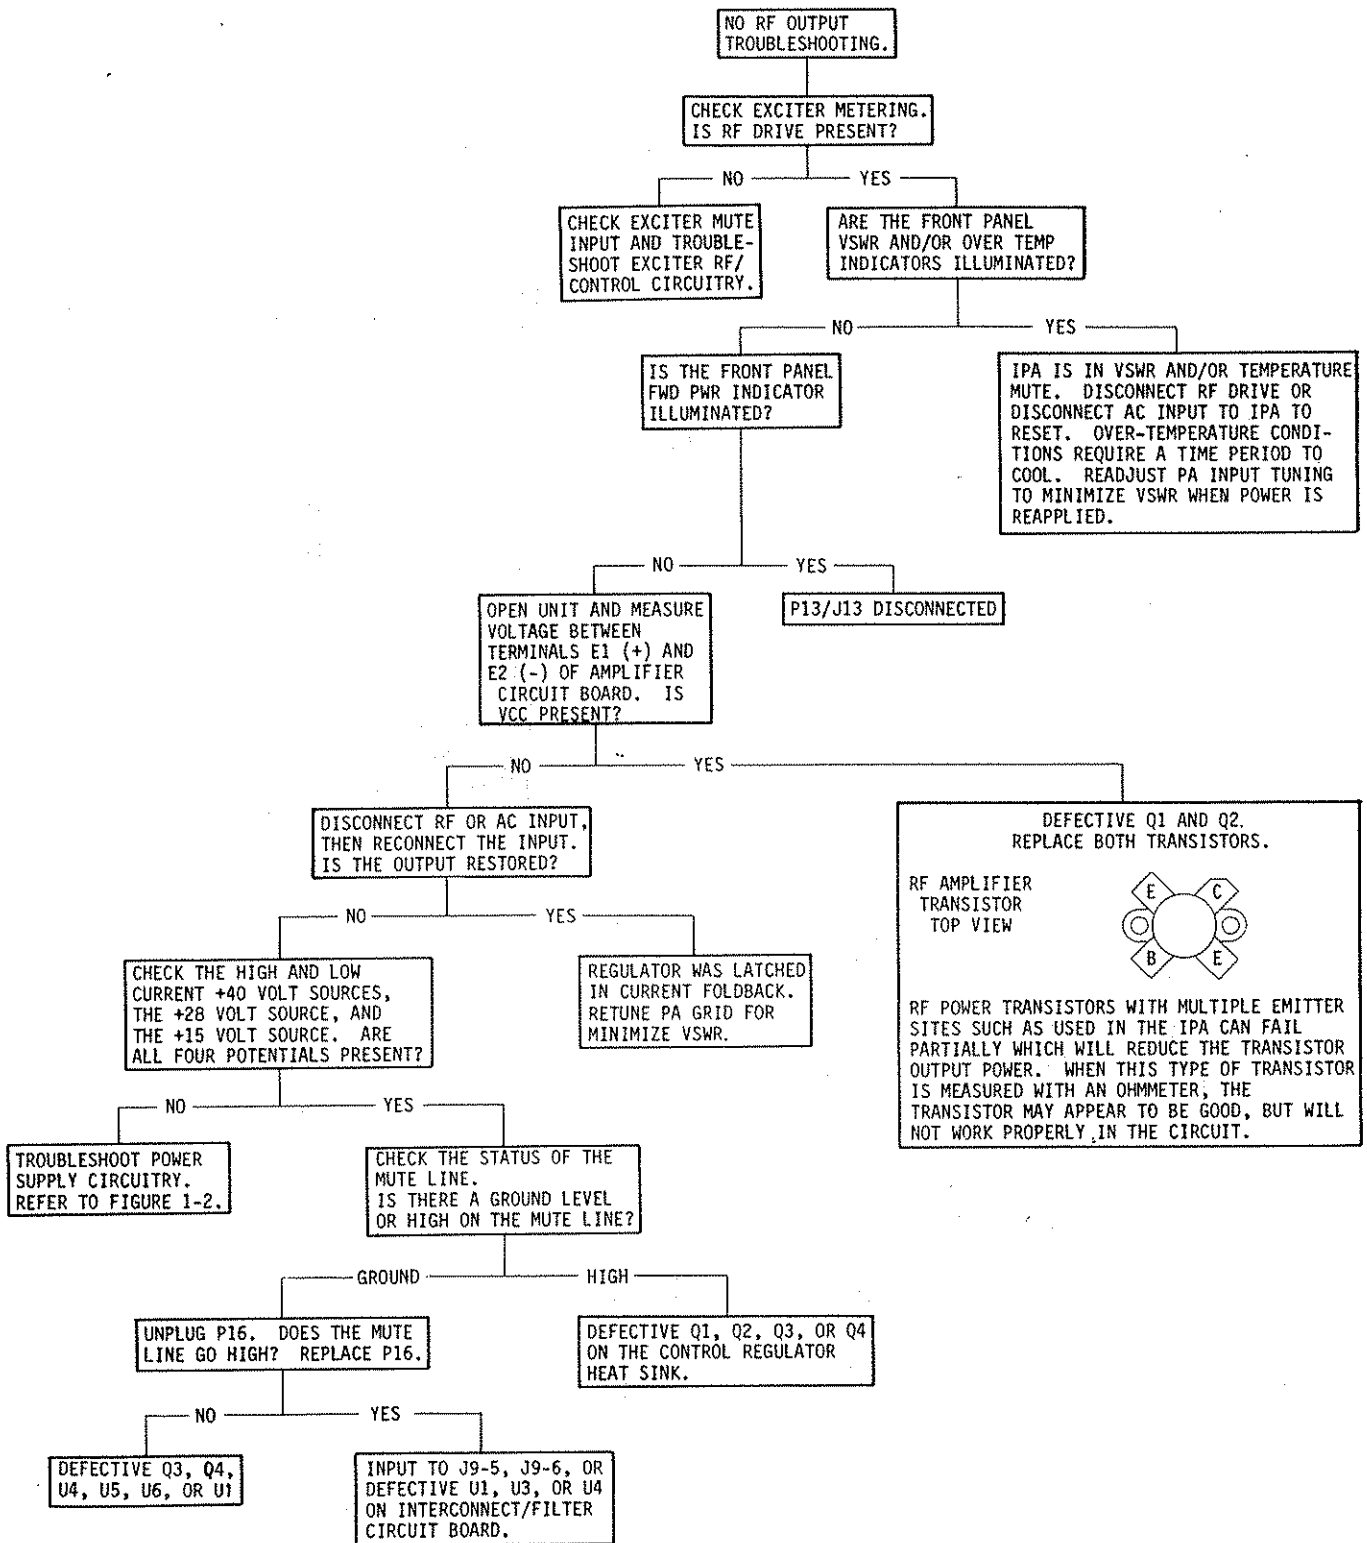 NO RF OUTPUT
TROUBLESHOOTING.
CHECK EXCITER METERING.
IS RF DRIVE PRESENT?
NO
YES
CHECK EXCITER MUTE
INPUT AND TROUBLE-
SHOOT EXCITER RF/
CONTROL CIRCUITRY.
ARE THE FRONT PANEL
VSWR AND/OR OVER TEMP
INDICATORS ILLUMINATED?
NO
YES
IS THE FRONT PANEL
FWD PWR INDICATOR
ILLUMINATED?
IPA IS IN VSWR AND/OR TEMPERATURE
MUTE. DISCONNECT RF DRIVE OR
DISCONNECT AC INPUT TO IPA TO
RESET. OVER-TEMPERATURE CONDI-
TIONS REQUIRE A TIME PERIOD TO
COOL. READJUST PA INPUT TUNING
TO MINIMIZE VSWR WHEN POWER IS
REAPPLIED.
NO
YES
OPEN UNIT AND MEASURE
VOLTAGE BETWEEN
TERMINALS E1 (+) AND
E2 (-) OF AMPLIFIER
CIRCUIT BOARD. IS
VCC PRESENT?
P13/J13 DISCONNECTED
NO
YES
DISCONNECT RF OR AC INPUT,
THEN RECONNECT THE INPUT.
IS THE OUTPUT RESTORED?
DEFECTIVE Q1 AND Q2.
REPLACE BOTH TRANSISTORS.
RF AMPLIFIER
TRANSISTOR
TOP VIEW
E C
B E
RF POWER TRANSISTORS WITH MULTIPLE EMITTER
SITES SUCH AS USED IN THE IPA CAN FAIL
PARTIALLY WHICH WILL REDUCE THE TRANSISTOR
OUTPUT POWER. WHEN THIS TYPE OF TRANSISTOR
IS MEASURED WITH AN OHMMETER, THE
TRANSISTOR MAY APPEAR TO BE GOOD, BUT WILL
NOT WORK PROPERLY IN THE CIRCUIT.
NO
YES
CHECK THE HIGH AND LOW
CURRENT +40 VOLT SOURCES,
THE +28 VOLT SOURCE, AND
THE +15 VOLT SOURCE. ARE
ALL FOUR POTENTIALS PRESENT?
REGULATOR WAS LATCHED
IN CURRENT FOLDBACK.
RETUNE PA GRID FOR
MINIMIZE VSWR.
NO
YES
TROUBLESHOOT POWER
SUPPLY CIRCUITRY.
REFER TO FIGURE 1-2.
CHECK THE STATUS OF THE
MUTE LINE.
IS THERE A GROUND LEVEL
OR HIGH ON THE MUTE LINE?
GROUND
HIGH
UNPLUG P16. DOES THE MUTE
LINE GO HIGH? REPLACE P16.
DEFECTIVE Q1, Q2, Q3, OR Q4
ON THE CONTROL REGULATOR
HEAT SINK.
NO
YES
DEFECTIVE Q3, Q4,
U4, U5, U6, OR U1
INPUT TO J9-5, J9-6, OR
DEFECTIVE U1, U3, OR U4
ON INTERCONNECT/FILTER
CIRCUIT BOARD.